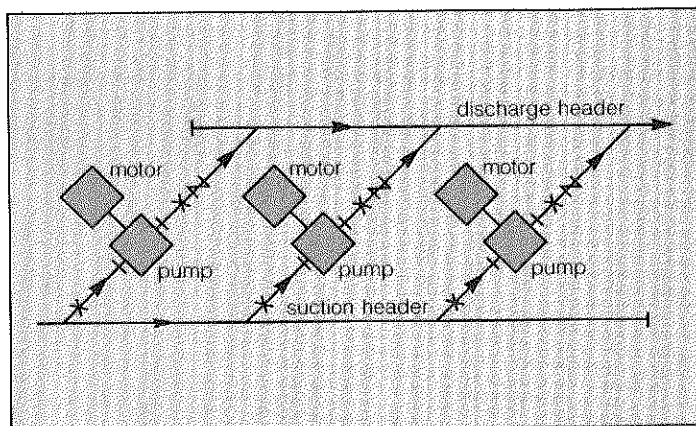 discharge header
motor
motor
motor
pump
pump
pump
suction header